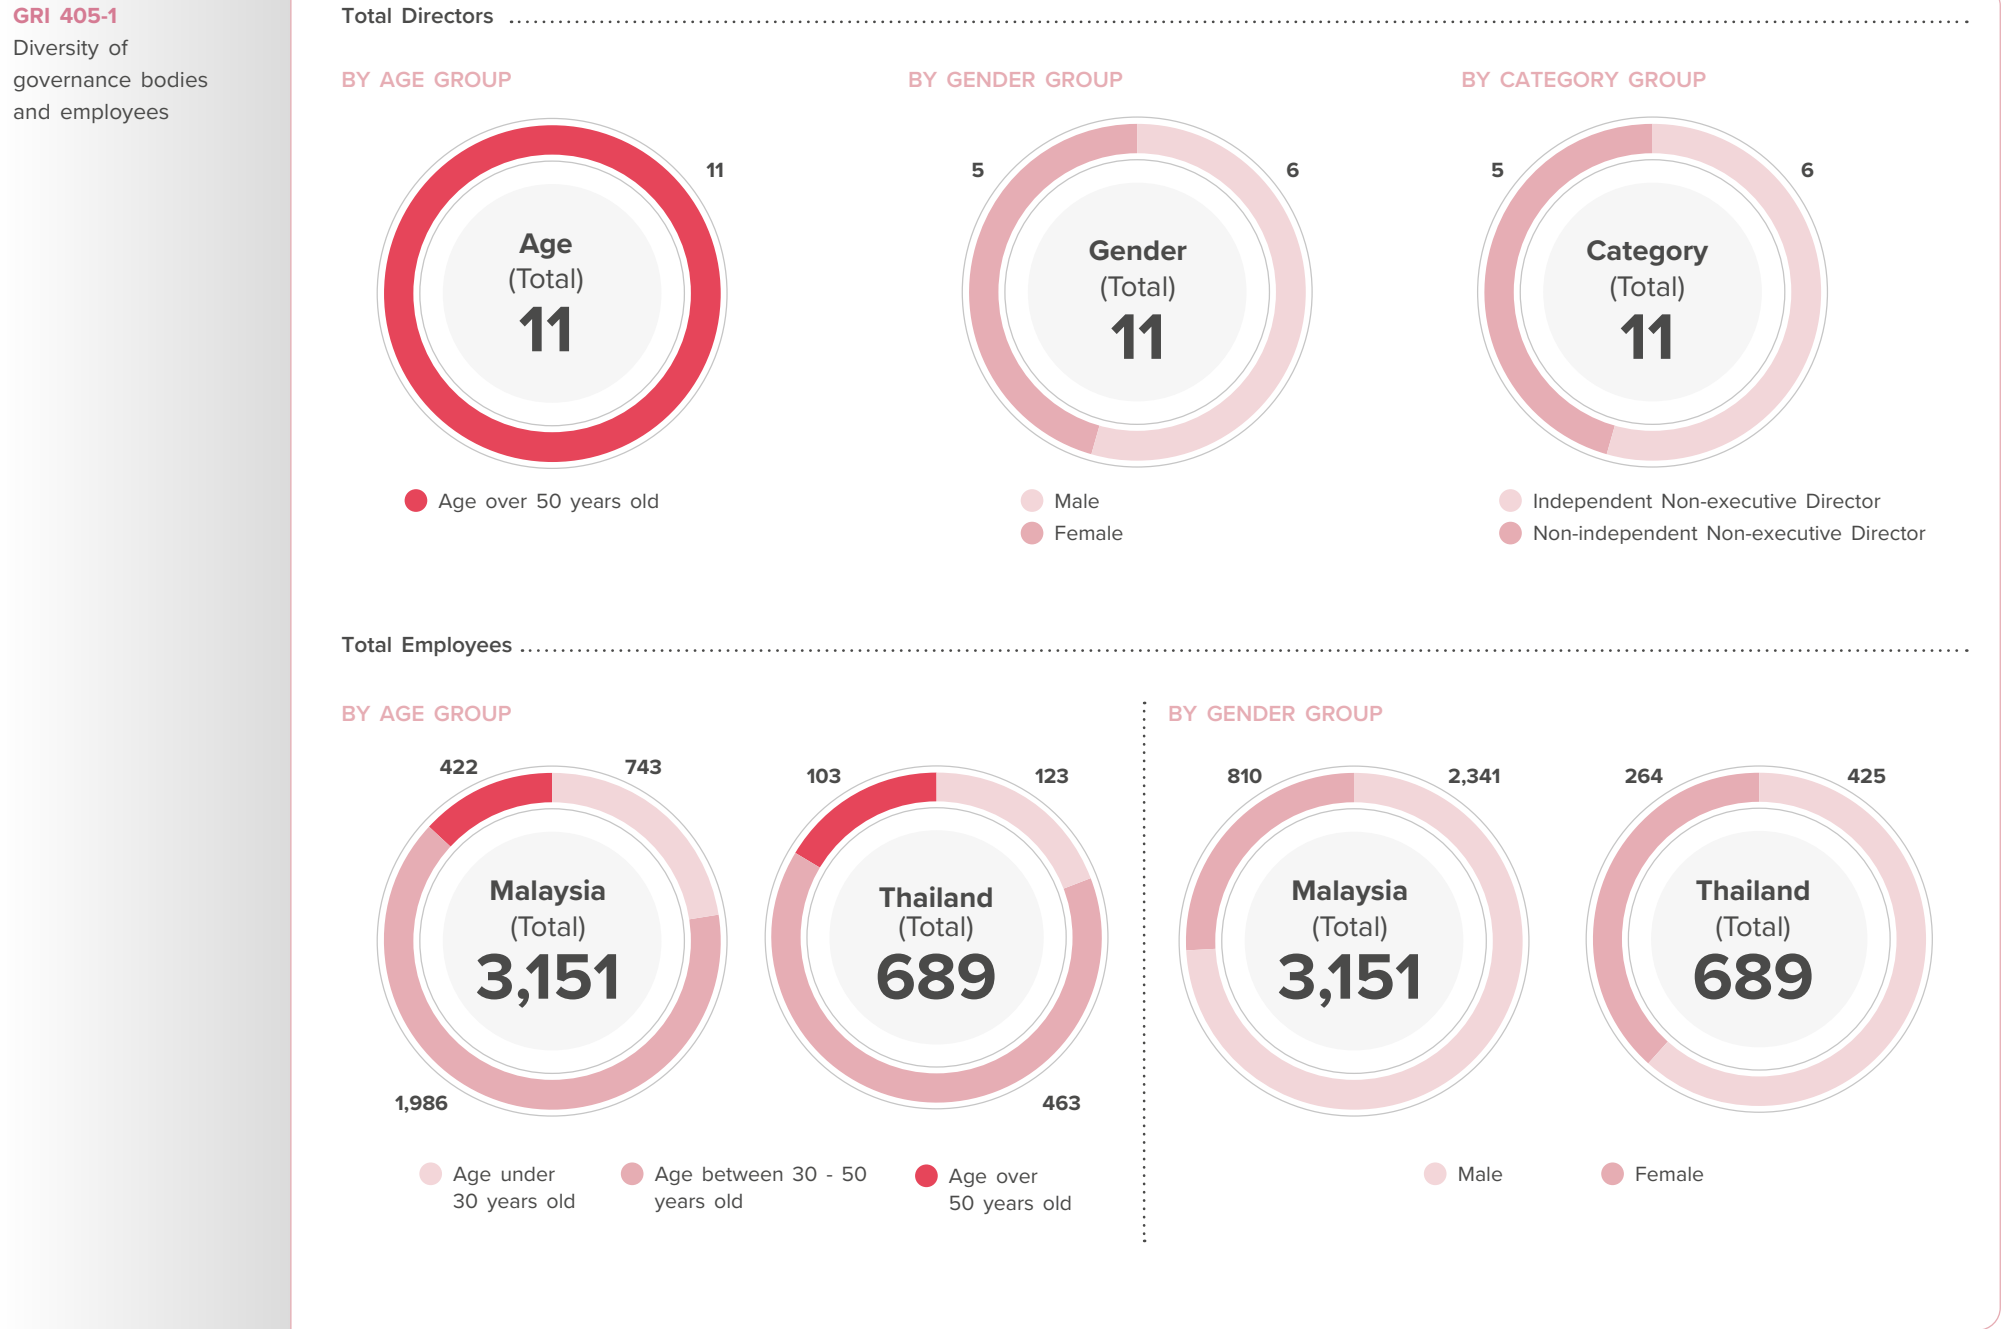 GRI 405-1
Diversity of
governance bodies
and employees
Total Directors
BY AGE GROUP
11
Age
(Total)
11
Age over 50 years old
BY GENDER GROUP
5
6
Gender
(Total)
11
Male
Female
BY CATEGORY GROUP
5
6
Category
(Total)
11
Independent Non-executive Director
Non-independent Non-executive Director
Total Employees
BY AGE GROUP
422
743
Malaysia
(Total)
3,151
1,986
103
123
Thailand
(Total)
689
463
Age under
30 years old
Age between 30 - 50
years old
Age over
50 years old
BY GENDER GROUP
810
2,341
Malaysia
(Total)
3,151
264
425
Thailand
(Total)
689
Male
Female